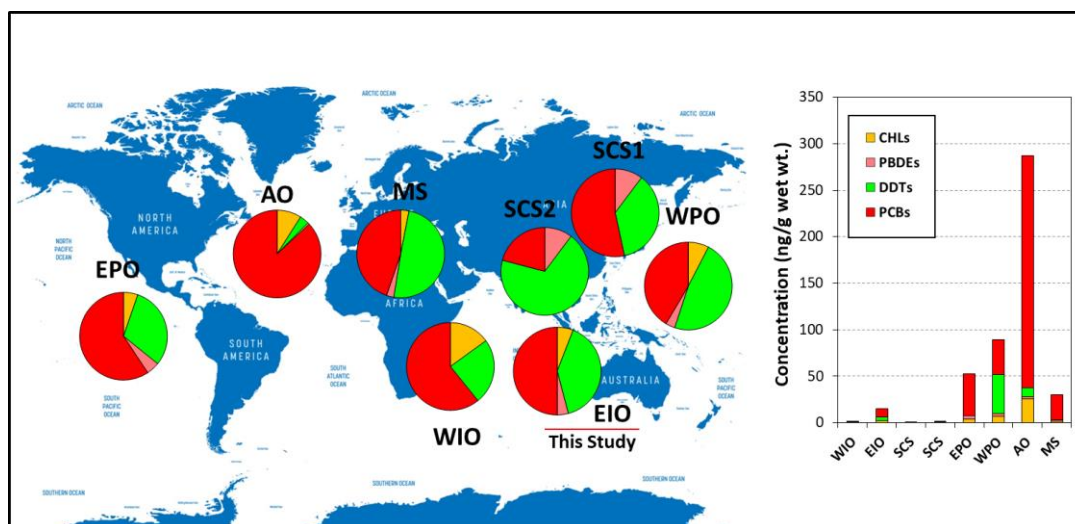 ARCTIC OCEAN
ARCTIC OCEAN
ARCTIC OCEAN
ARCTIC OCEAN
SCS1
AO
MS
SCS2
WPO
NORTH
AMERICA
NORTH
PACIFIC
OCEAN
EPO
AFRICA
SOUTH
AMERICA
SOUTH
ATLANTIC
OCEAN
AUSTRALIA
SOUTH
PACIFIC
OCEAN
SOUTH
PACIFIC
OCEAN
WIO
EIO
This Study
SOUTHERN OCEAN
SOUTHERN OCEAN
SOUTHERN OCEAN
Concentration (ng/g wet wt.)
350
300
250
200
150
100
50
0
CHLs
PBDEs
DDTs
PCBs
WIO
EIO
SCS
SCS
EPO
WPO
AO
MS